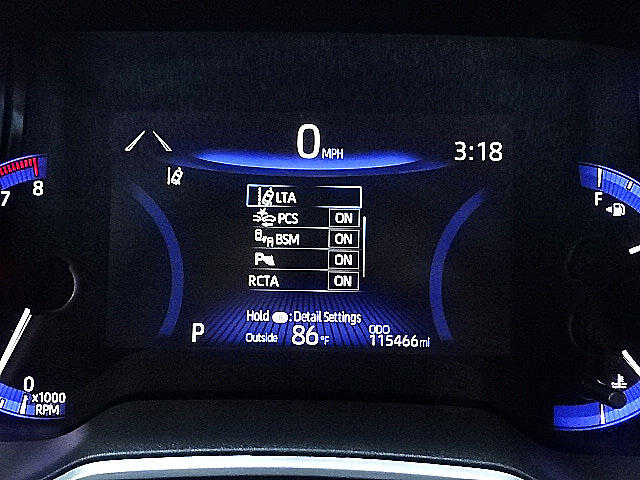 0 MPH
3:18
7 8
LTA
PCS ON
BSM ON
P ON
RCTA ON
F
Hold : Detail Settings
P
Outside 86°F
ODO
115466 mi
0
x1000
RPM